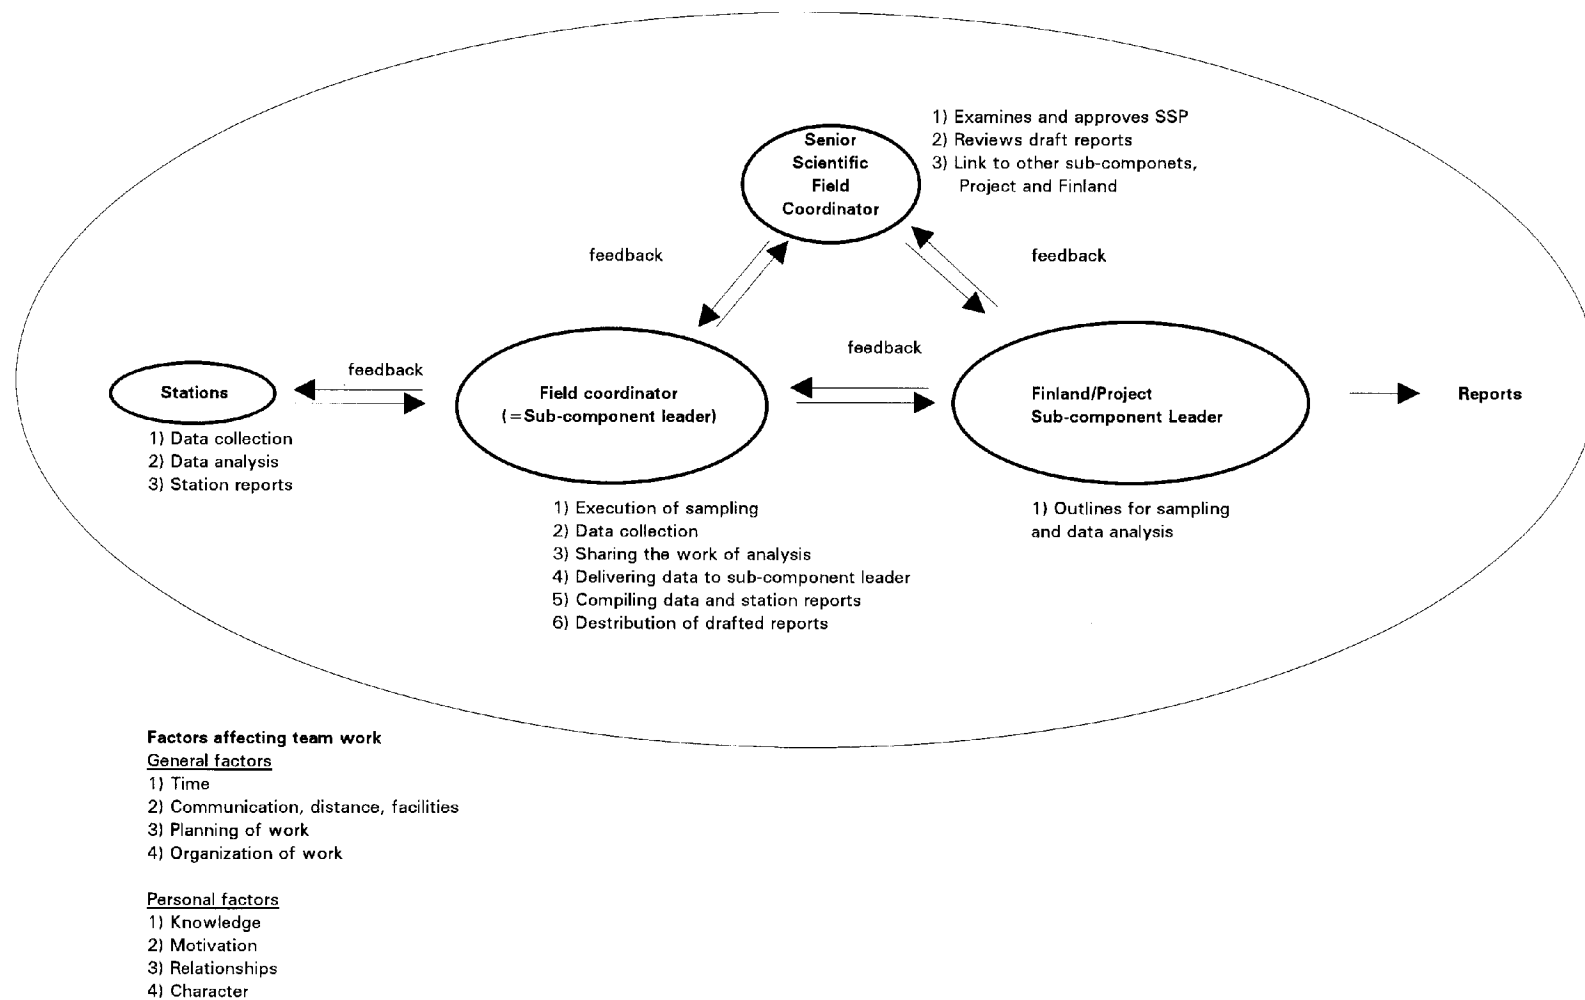 Senior
Scientific
Field
Coordinator
1) Examines and approves SSP
2) Reviews draft reports
3) Link to other sub-componets,
Project and Finland
feedback
feedback
Stations
feedback
Field coordinator
(=Sub-component leader)
feedback
Finland/Project
Sub-component Leader
Reports
1) Data collection
2) Data analysis
3) Station reports
1) Execution of sampling
2) Data collection
3) Sharing the work of analysis
4) Delivering data to sub-component leader
5) Compiling data and station reports
6) Destribution of drafted reports
1) Outlines for sampling
and data analysis
Factors affecting team work
General factors
1) Time
2) Communication, distance, facilities
3) Planning of work
4) Organization of work
Personal factors
1) Knowledge
2) Motivation
3) Relationships
4) Character